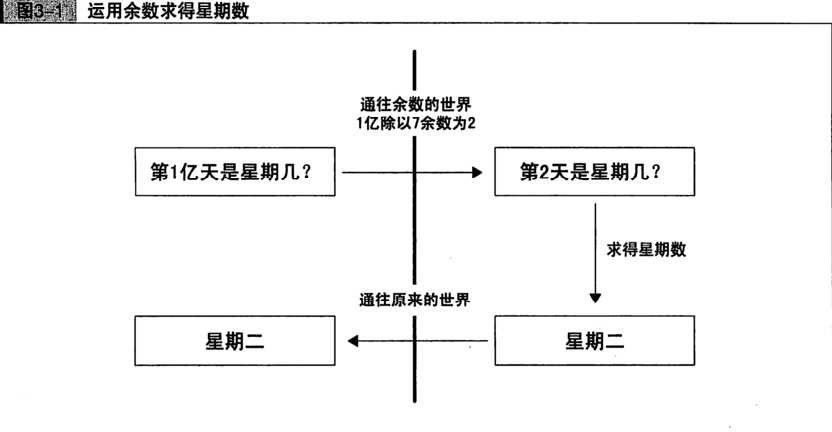 图3-1 运用余数求得星期数
通往余数的世界
1亿除以7余数为2
第1亿天是星期几?
第2天是星期几?
求得星期数
通往原来的世界
星期二
星期二